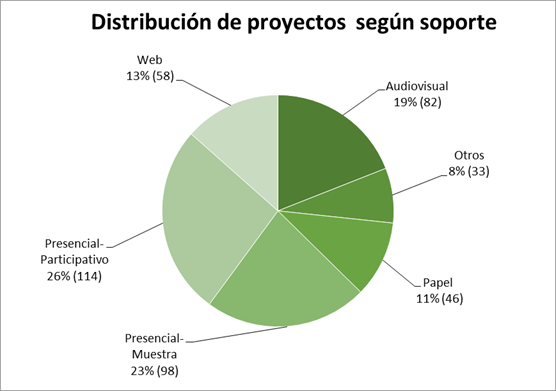 Distribución de proyectos  según soporte
Web
13% (58)
Audiovisual
19% (82)
Otros
8% (33)
Papel
11% (46)
Presencial-
Muestra
23% (98)
Presencial-
Participativo
26% (114)